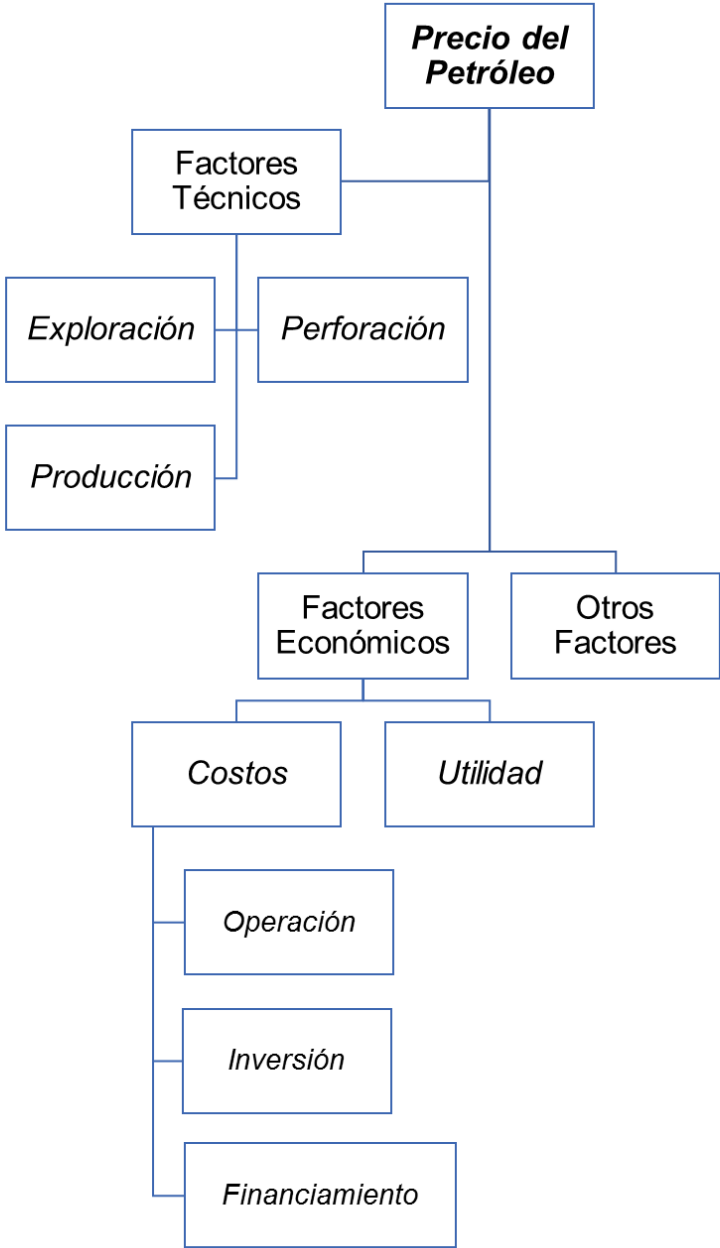 Precio del
Petróleo
Factores
Técnicos
Exploración
Perforación
Producción
Factores
Económicos
Otros
Factores
Costos
Utilidad
Operación
Inversión
Financiamiento